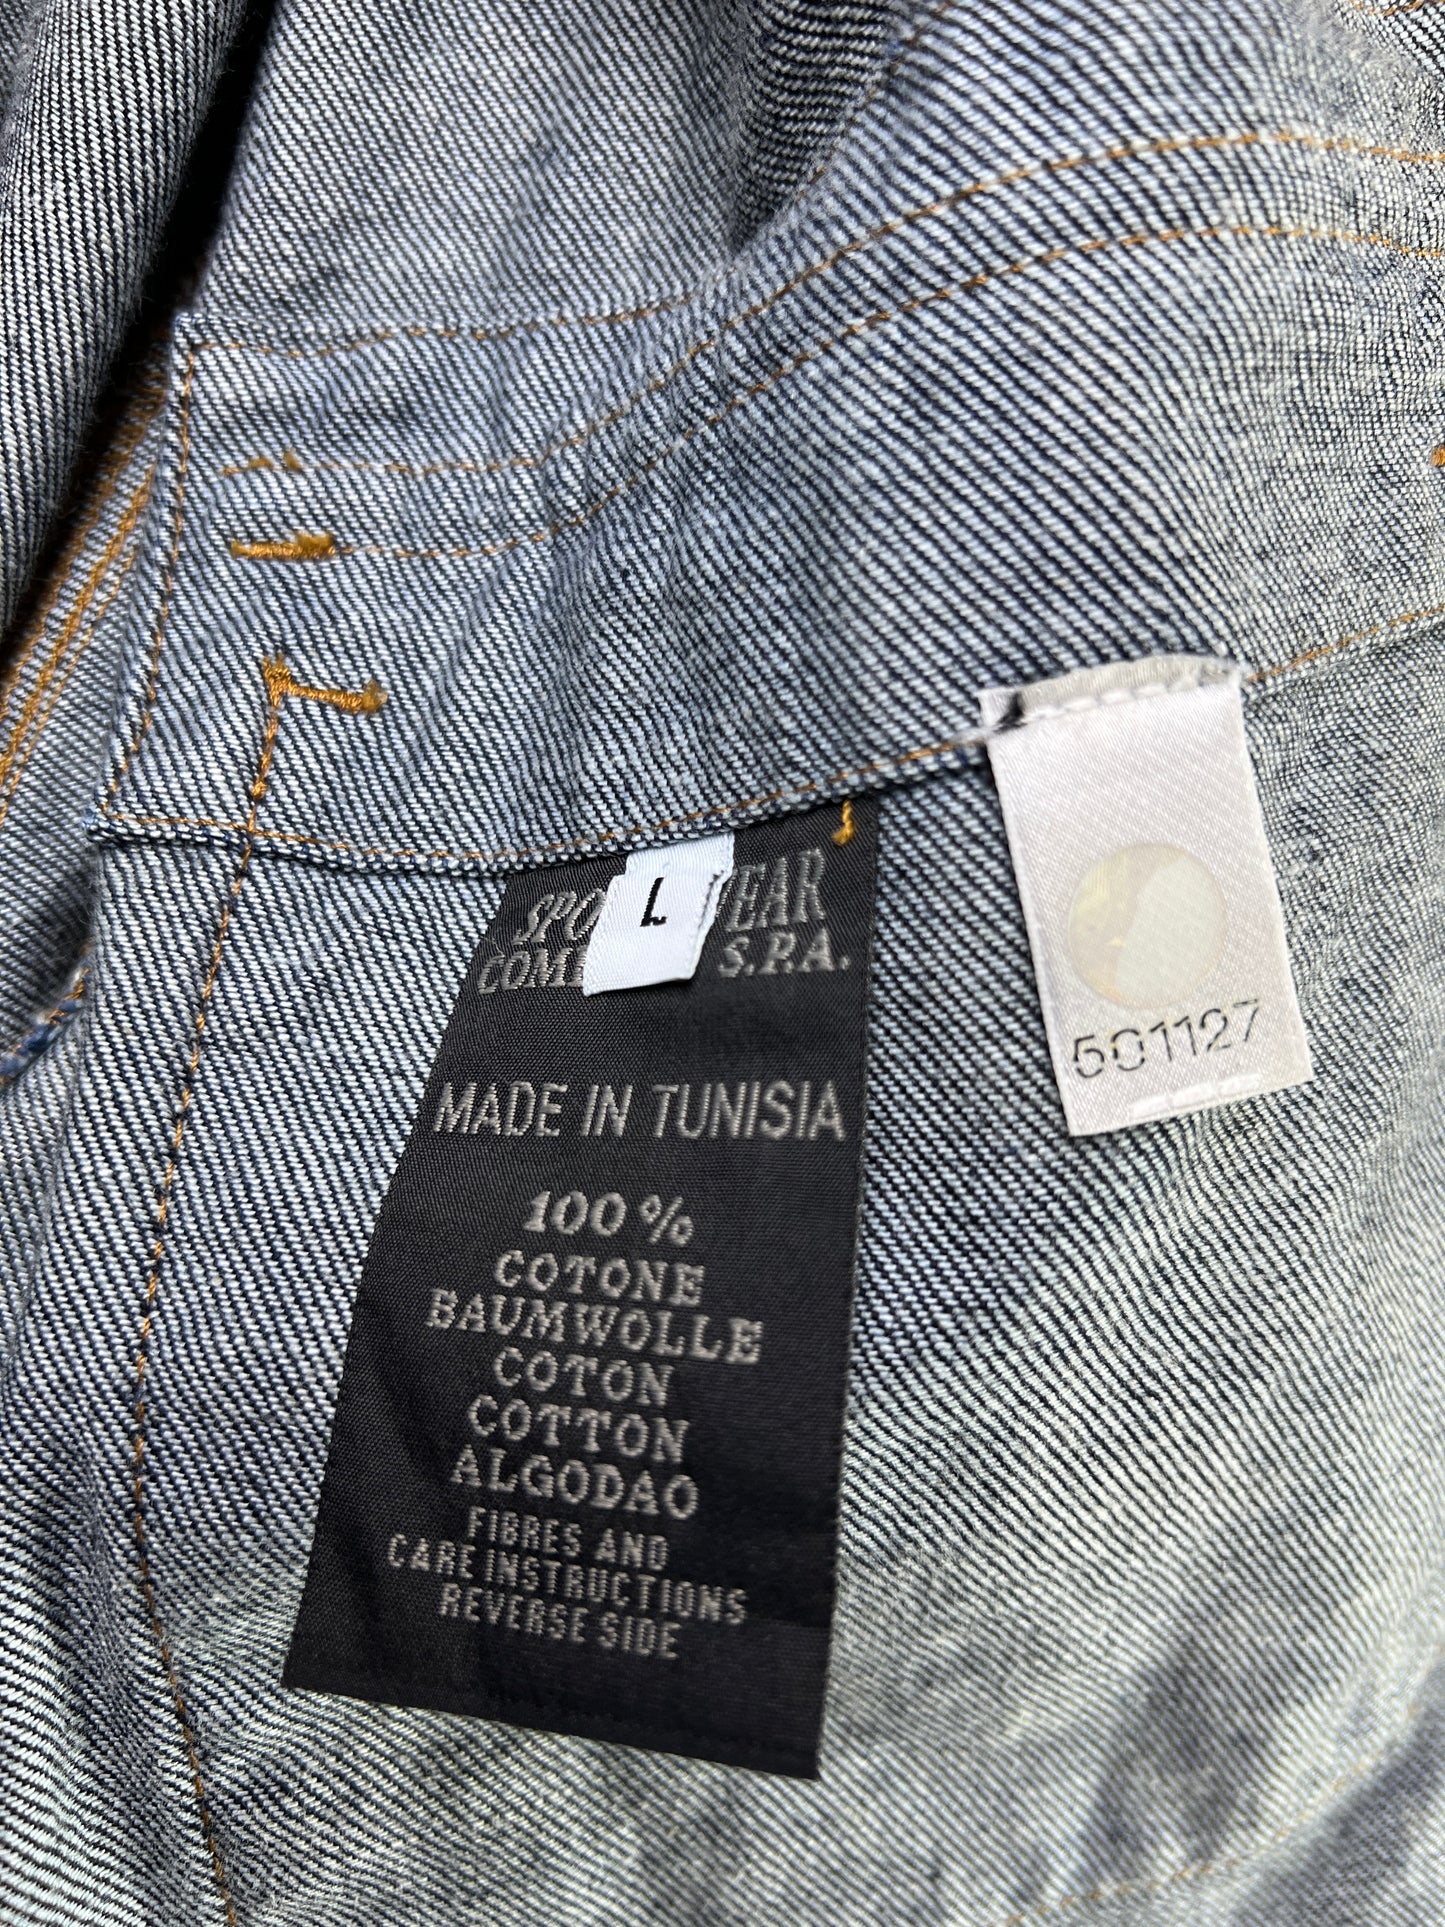 L
S.P.A.
MADE IN TUNISIA
100 %
COTONE
BAUMWOLLE
COTON
COTTON
ALGODAO
FIBRES AND
CARE INSTRUCTIONS
REVERSE SIDE
501127